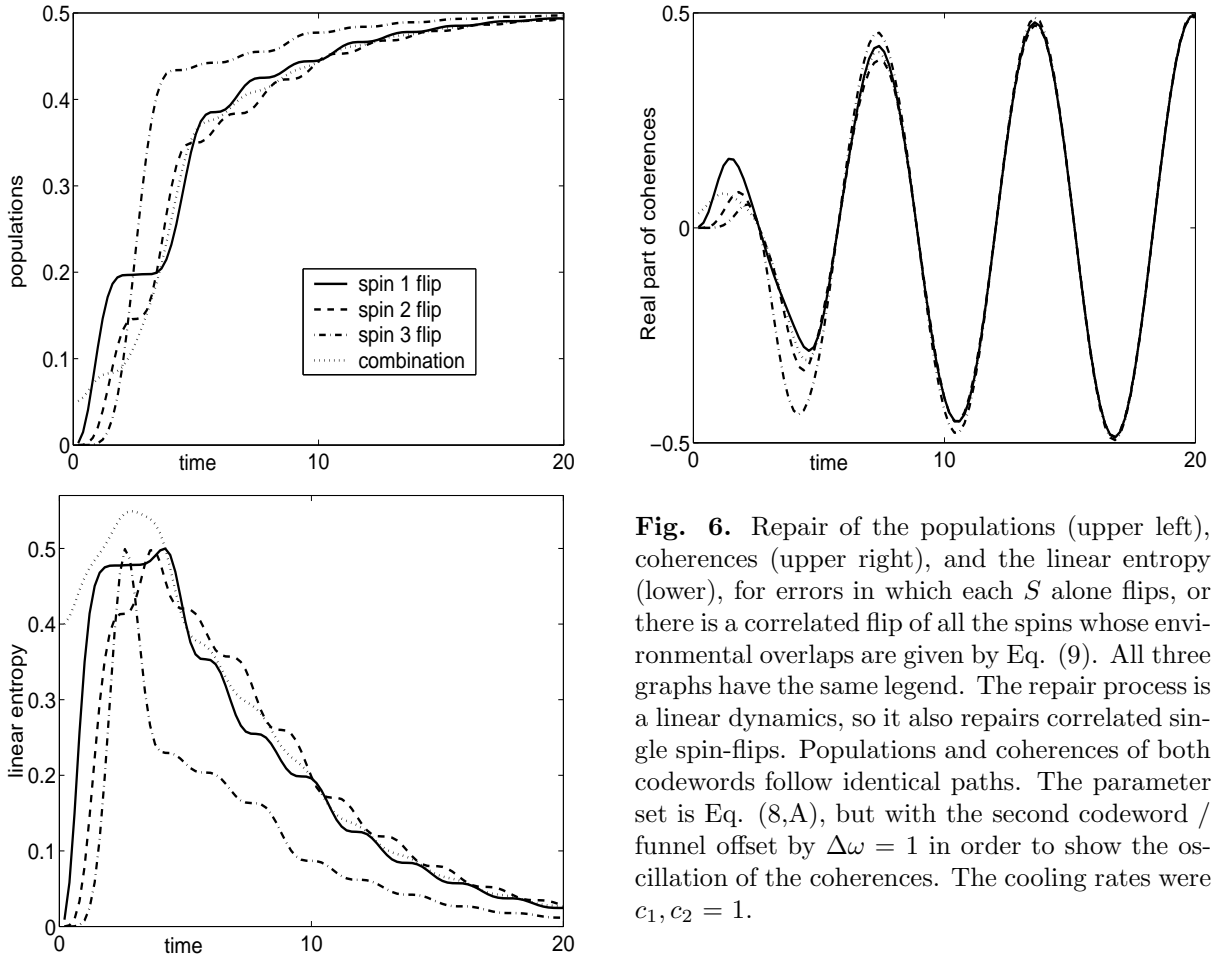 0.5
0.4
0.3
0.2
0.1
0
populations
0
time
10
20
spin 1 flip
spin 2 flip
spin 3 flip
combination
0.5
0
−0.5
Real part of coherences
0
time
10
20
0.5
0.4
0.3
0.2
0.1
0
linear entropy
0
time
10
20
Fig. 6. Repair of the populations (upper left),
coherences (upper right), and the linear entropy
(lower), for errors in which each S alone flips, or
there is a correlated flip of all the spins whose envi-
ronmental overlaps are given by Eq. (9). All three
graphs have the same legend. The repair process is
a linear dynamics, so it also repairs correlated sin-
gle spin-flips. Populations and coherences of both
codewords follow identical paths. The parameter
set is Eq. (8,A), but with the second codeword /
funnel offset by Δω = 1 in order to show the os-
cillation of the coherences. The cooling rates were
c₁, c₂ = 1.